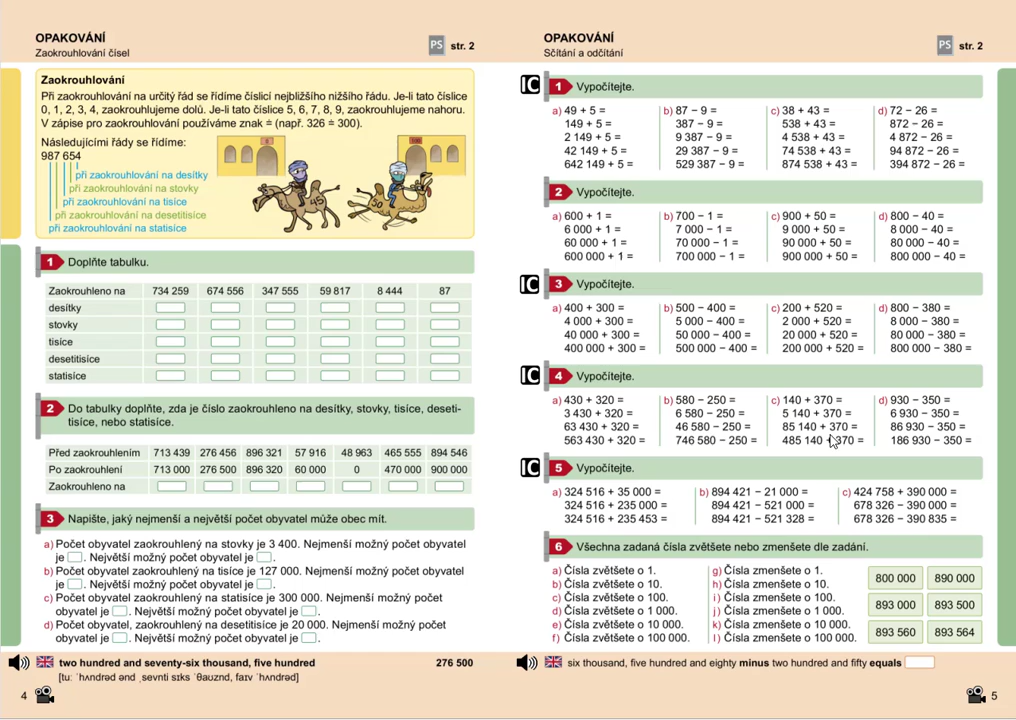 OPAKOVÁNÍ
Zaokrouhlování čísel
PS str. 2
Zaokrouhlování
Při zaokrouhlování na určitý řád se řídíme číslicí nejbližšího nižšího řádu. Je-li tato číslice
0, 1, 2, 3, 4, zaokrouhlujeme dolů. Je-li tato číslice 5, 6, 7, 8, 9, zaokrouhlujeme nahoru.
V zápise pro zaokrouhlování používáme znak ≐ (např. 326 ≐ 300).
Následujícími řády se řídíme:
987 654
při zaokrouhlování na desítky
při zaokrouhlování na stovky
při zaokrouhlování na tisíce
při zaokrouhlování na desetitisíce
při zaokrouhlování na statisíce
45
50
1 Doplňte tabulku.
Zaokrouhleno na 734 259 674 556 347 555 59 817 8 444 87
desítky
stovky
tisíce
desetitisíce
statisíce
2 Do tabulky doplňte, zda je číslo zaokrouhleno na desítky, stovky, tisíce, deseti-
tisíce, nebo statisíce.
Před zaokrouhlením 713 439 276 456 896 321 57 916 48 963 465 555 894 546
Po zaokrouhlení 713 000 276 500 896 320 60 000 0 470 000 900 000
Zaokrouhleno na
3 Napište, jaký nejmenší a největší počet obyvatel může obec mít.
a) Počet obyvatel zaokrouhlený na stovky je 3 400. Nejmenší možný počet obyvatel
je . Největší možný počet obyvatel je .
b) Počet obyvatel zaokrouhlený na tisíce je 127 000. Nejmenší možný počet obyvatel
je . Největší možný počet obyvatel je .
c) Počet obyvatel zaokrouhlený na statisíce je 300 000. Nejmenší možný počet
obyvatel je . Největší možný počet obyvatel je .
d) Počet obyvatel, zaokrouhlený na desetitisíce je 20 000. Nejmenší možný počet
obyvatel je . Největší možný počet obyvatel je .
two hundred and seventy-six thousand, five hundred 276 500
[tuː ˈhʌndrəd ənd ˌsevnti sɪks ˈθaʊznd, faɪv ˈhʌndrəd]
4
OPAKOVÁNÍ
Sčítání a odčítání
PS str. 2
IC 1 Vypočítejte.
a) 49 + 5 = b) 87 − 9 = c) 38 + 43 = d) 72 − 26 =
149 + 5 = 387 − 9 = 538 + 43 = 872 − 26 =
2 149 + 5 = 9 387 − 9 = 4 538 + 43 = 4 872 − 26 =
42 149 + 5 = 29 387 − 9 = 74 538 + 43 = 94 872 − 26 =
642 149 + 5 = 529 387 − 9 = 874 538 + 43 = 394 872 − 26 =
2 Vypočítejte.
a) 600 + 1 = b) 700 − 1 = c) 900 + 50 = d) 800 − 40 =
6 000 + 1 = 7 000 − 1 = 9 000 + 50 = 8 000 − 40 =
60 000 + 1 = 70 000 − 1 = 90 000 + 50 = 80 000 − 40 =
600 000 + 1 = 700 000 − 1 = 900 000 + 50 = 800 000 − 40 =
IC 3 Vypočítejte.
a) 400 + 300 = b) 500 − 400 = c) 200 + 520 = d) 800 − 380 =
4 000 + 300 = 5 000 − 400 = 2 000 + 520 = 8 000 − 380 =
40 000 + 300 = 50 000 − 400 = 20 000 + 520 = 80 000 − 380 =
400 000 + 300 = 500 000 − 400 = 200 000 + 520 = 800 000 − 380 =
IC 4 Vypočítejte.
a) 430 + 320 = b) 580 − 250 = c) 140 + 370 = d) 930 − 350 =
3 430 + 320 = 6 580 − 250 = 5 140 + 370 = 6 930 − 350 =
63 430 + 320 = 46 580 − 250 = 85 140 + 370 = 86 930 − 350 =
563 430 + 320 = 746 580 − 250 = 485 140 + 370 = 186 930 − 350 =
IC 5 Vypočítejte.
a) 324 516 + 35 000 = b) 894 421 − 21 000 = c) 424 758 + 390 000 =
324 516 + 235 000 = 894 421 − 521 000 = 678 326 − 390 000 =
324 516 + 235 453 = 894 421 − 521 328 = 678 326 − 390 835 =
6 Všechna zadaná čísla zvětšete nebo zmenšete dle zadání.
a) Čísla zvětšete o 1. g) Čísla zmenšete o 1.
b) Čísla zvětšete o 10. h) Čísla zmenšete o 10.
c) Čísla zvětšete o 100. i) Čísla zmenšete o 100.
d) Čísla zvětšete o 1 000. j) Čísla zmenšete o 1 000.
e) Čísla zvětšete o 10 000. k) Čísla zmenšete o 10 000.
f) Čísla zvětšete o 100 000. l) Čísla zmenšete o 100 000.
800 000 890 000
893 000 893 500
893 560 893 564
six thousand, five hundred and eighty minus two hundred and fifty equals
5